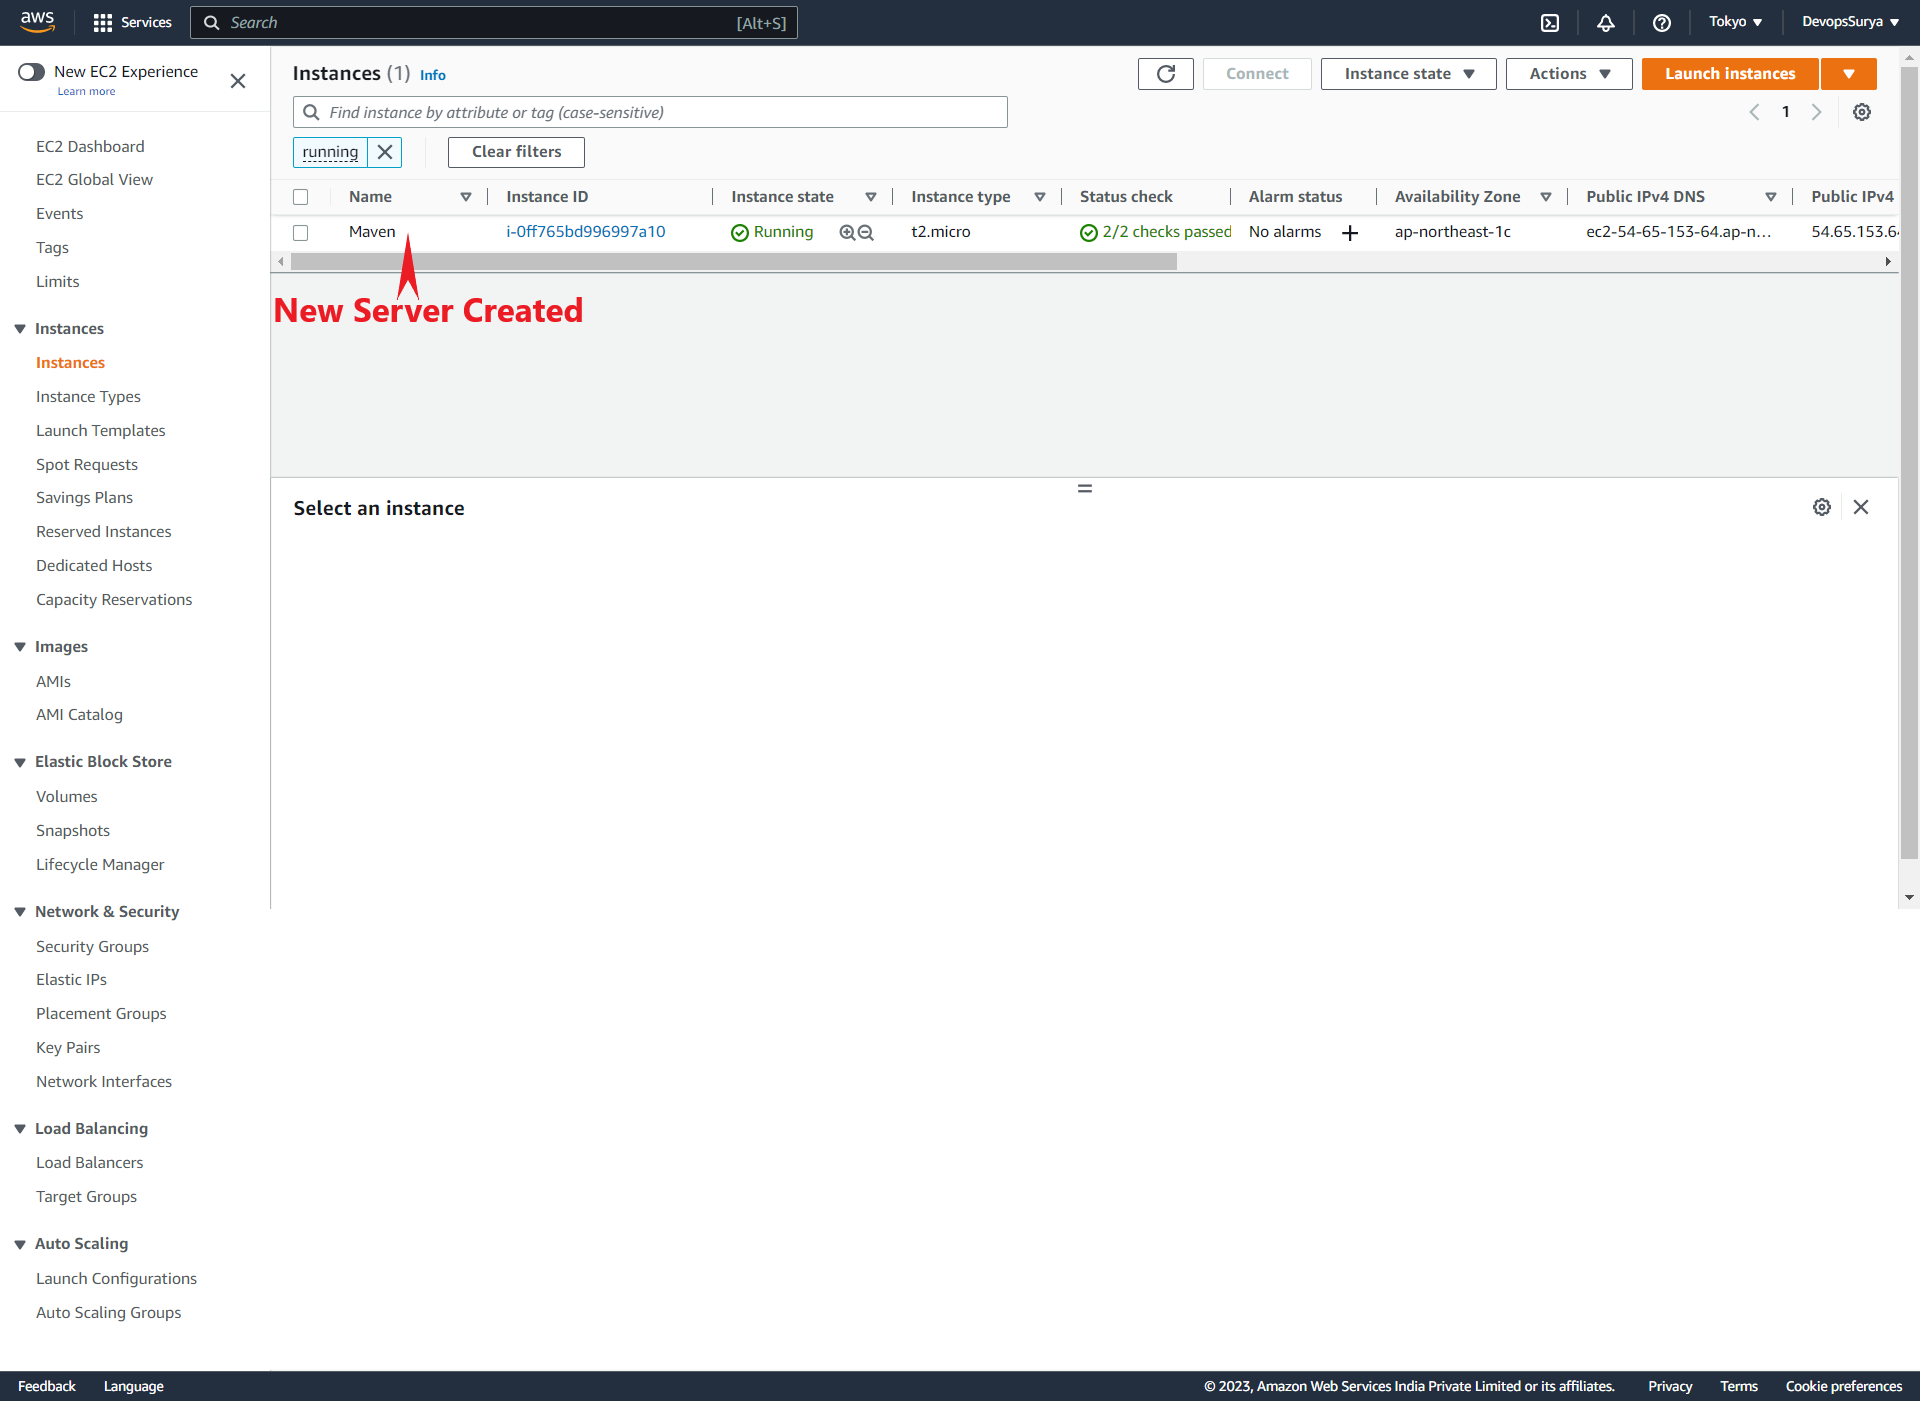 aws Services Search [Alt+S] Tokyo DevopsSurya
New EC2 Experience
Learn more
EC2 Dashboard
EC2 Global View
Events
Tags
Limits
Instances
Instances
Instance Types
Launch Templates
Spot Requests
Savings Plans
Reserved Instances
Dedicated Hosts
Capacity Reservations
Images
AMIs
AMI Catalog
Elastic Block Store
Volumes
Snapshots
Lifecycle Manager
Network & Security
Security Groups
Elastic IPs
Placement Groups
Key Pairs
Network Interfaces
Load Balancing
Load Balancers
Target Groups
Auto Scaling
Launch Configurations
Auto Scaling Groups
Instances (1) Info Connect Instance state Actions Launch instances
Find instance by attribute or tag (case-sensitive) 1
running Clear filters
Name Instance ID Instance state Instance type Status check Alarm status Availability Zone Public IPv4 DNS Public IPv4
Maven i-0ff765bd996997a10 Running t2.micro 2/2 checks passed No alarms ap-northeast-1c ec2-54-65-153-64.ap-n... 54.65.153.64
New Server Created
Select an instance
Feedback Language © 2023, Amazon Web Services India Private Limited or its affiliates. Privacy Terms Cookie preferences